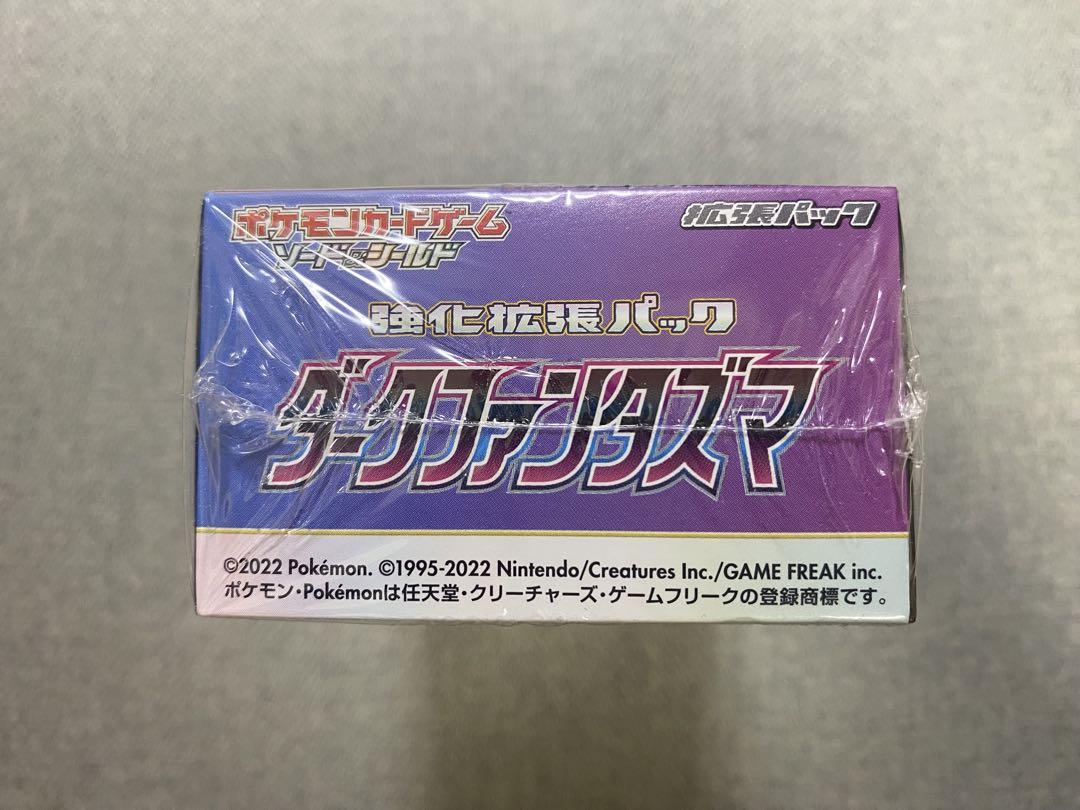 ポケモンカードゲーム
ソード&シールド
拡張パック
強化拡張パック
ダークファンタズマ
©2022 Pokémon. ©1995-2022 Nintendo/Creatures Inc./GAME FREAK inc.
ポケモン・Pokémonは任天堂・クリーチャーズ・ゲームフリークの登録商標です。